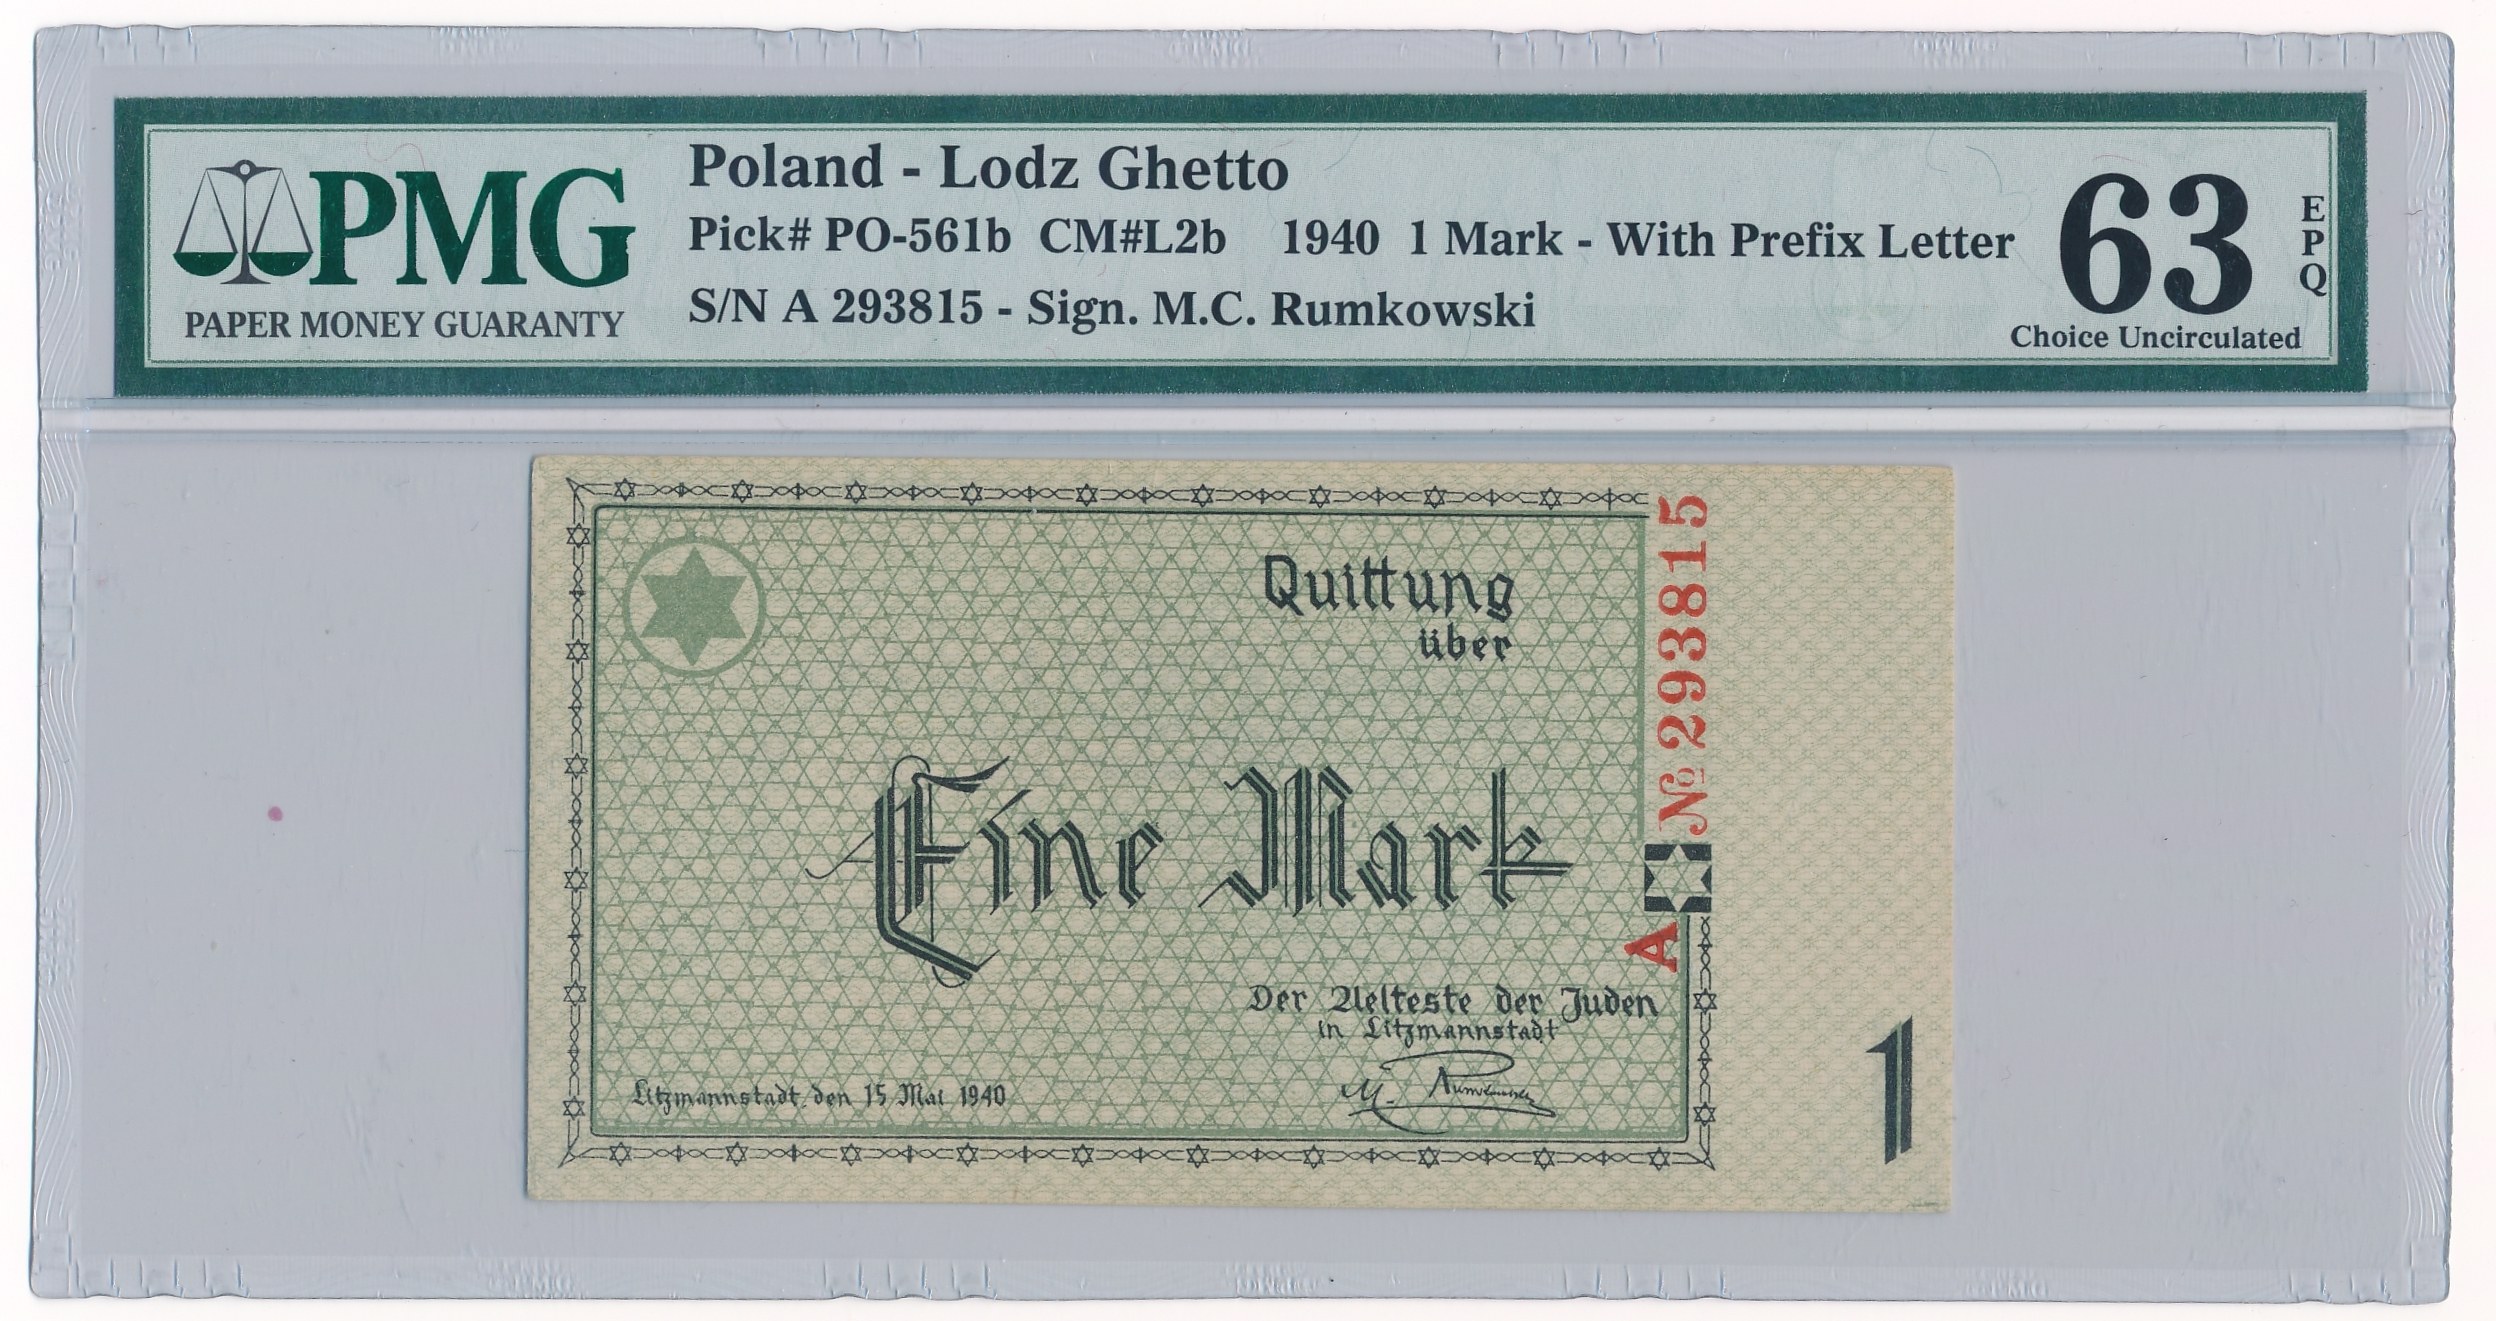 PMG
PAPER MONEY GUARANTY
Poland - Lodz Ghetto
Pick# PO-561b CM#L2b 1940 1 Mark - With Prefix Letter
S/N A 293815 - Sign. M.C. Rumkowski
63
EPQ
Choice Uncirculated
Quittung
über
Eine Mark
A
№ 293815
Der Aelteste der Juden
in Litzmannstadt
M. Rumkowski
Litzmannstadt, den 15 Mai 1940
1